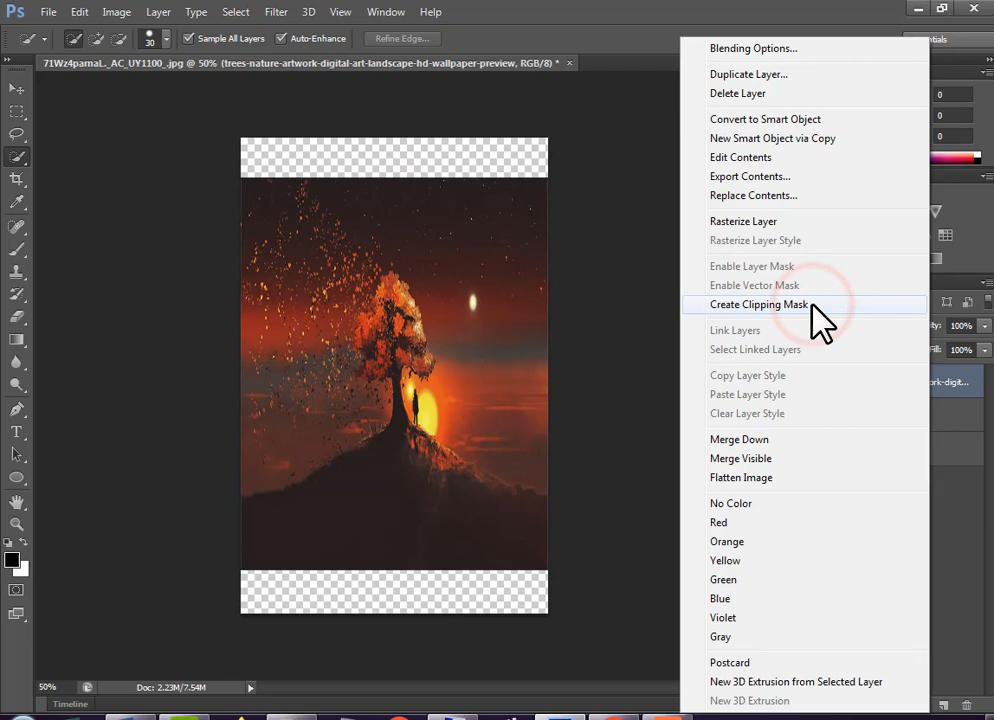 Ps File Edit Image Layer Type Select Filter 3D View Window Help
30 Sample All Layers Auto-Enhance Refine Edge...
71Wz4pamaL._AC_UY1100_.jpg @ 50% (trees-nature-artwork-digital-art-landscape-hd-wallpaper-preview, RGB/8) * ×
Blending Options...
Duplicate Layer...
Delete Layer
Convert to Smart Object
New Smart Object via Copy
Edit Contents
Export Contents...
Replace Contents...
Rasterize Layer
Rasterize Layer Style
Enable Layer Mask
Enable Vector Mask
Create Clipping Mask
Link Layers
Select Linked Layers
Copy Layer Style
Paste Layer Style
Clear Layer Style
Merge Down
Merge Visible
Flatten Image
No Color
Red
Orange
Yellow
Green
Blue
Violet
Gray
Postcard
New 3D Extrusion from Selected Layer
New 3D Extrusion
0
0
0
100%
Fill: 100%
50% Doc: 2.23M/7.54M
Timeline